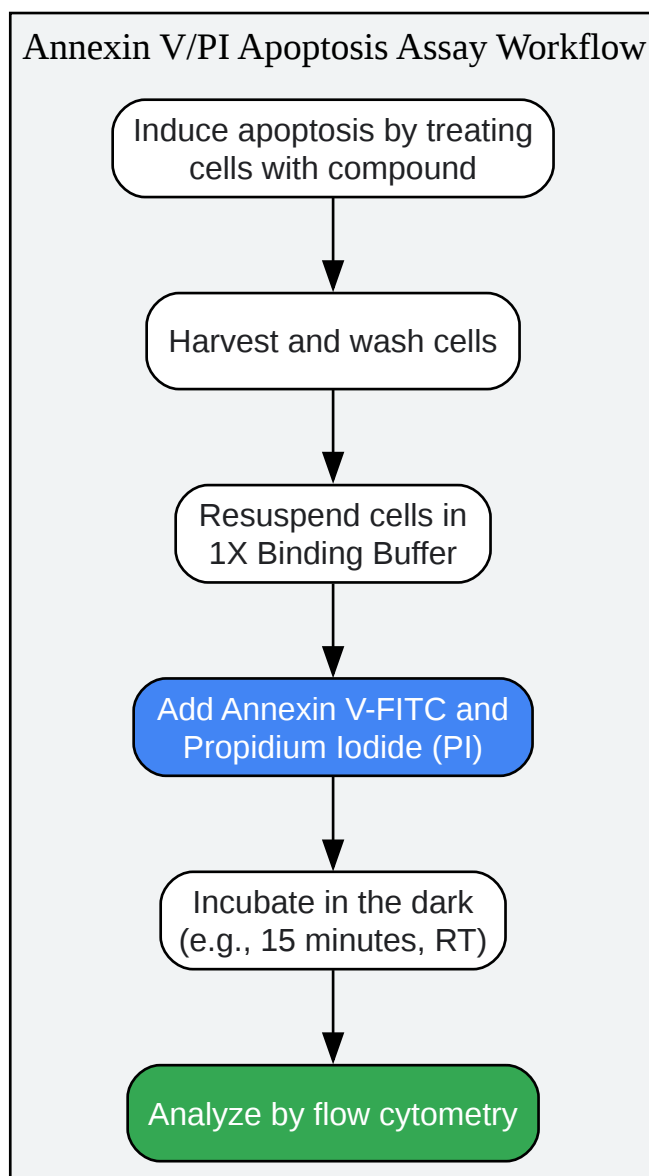 Annexin V/PI Apoptosis Assay Workflow
Induce apoptosis by treating
cells with compound
Harvest and wash cells
Resuspend cells in
1X Binding Buffer
Add Annexin V-FITC and
Propidium Iodide (PI)
Incubate in the dark
(e.g., 15 minutes, RT)
Analyze by flow cytometry